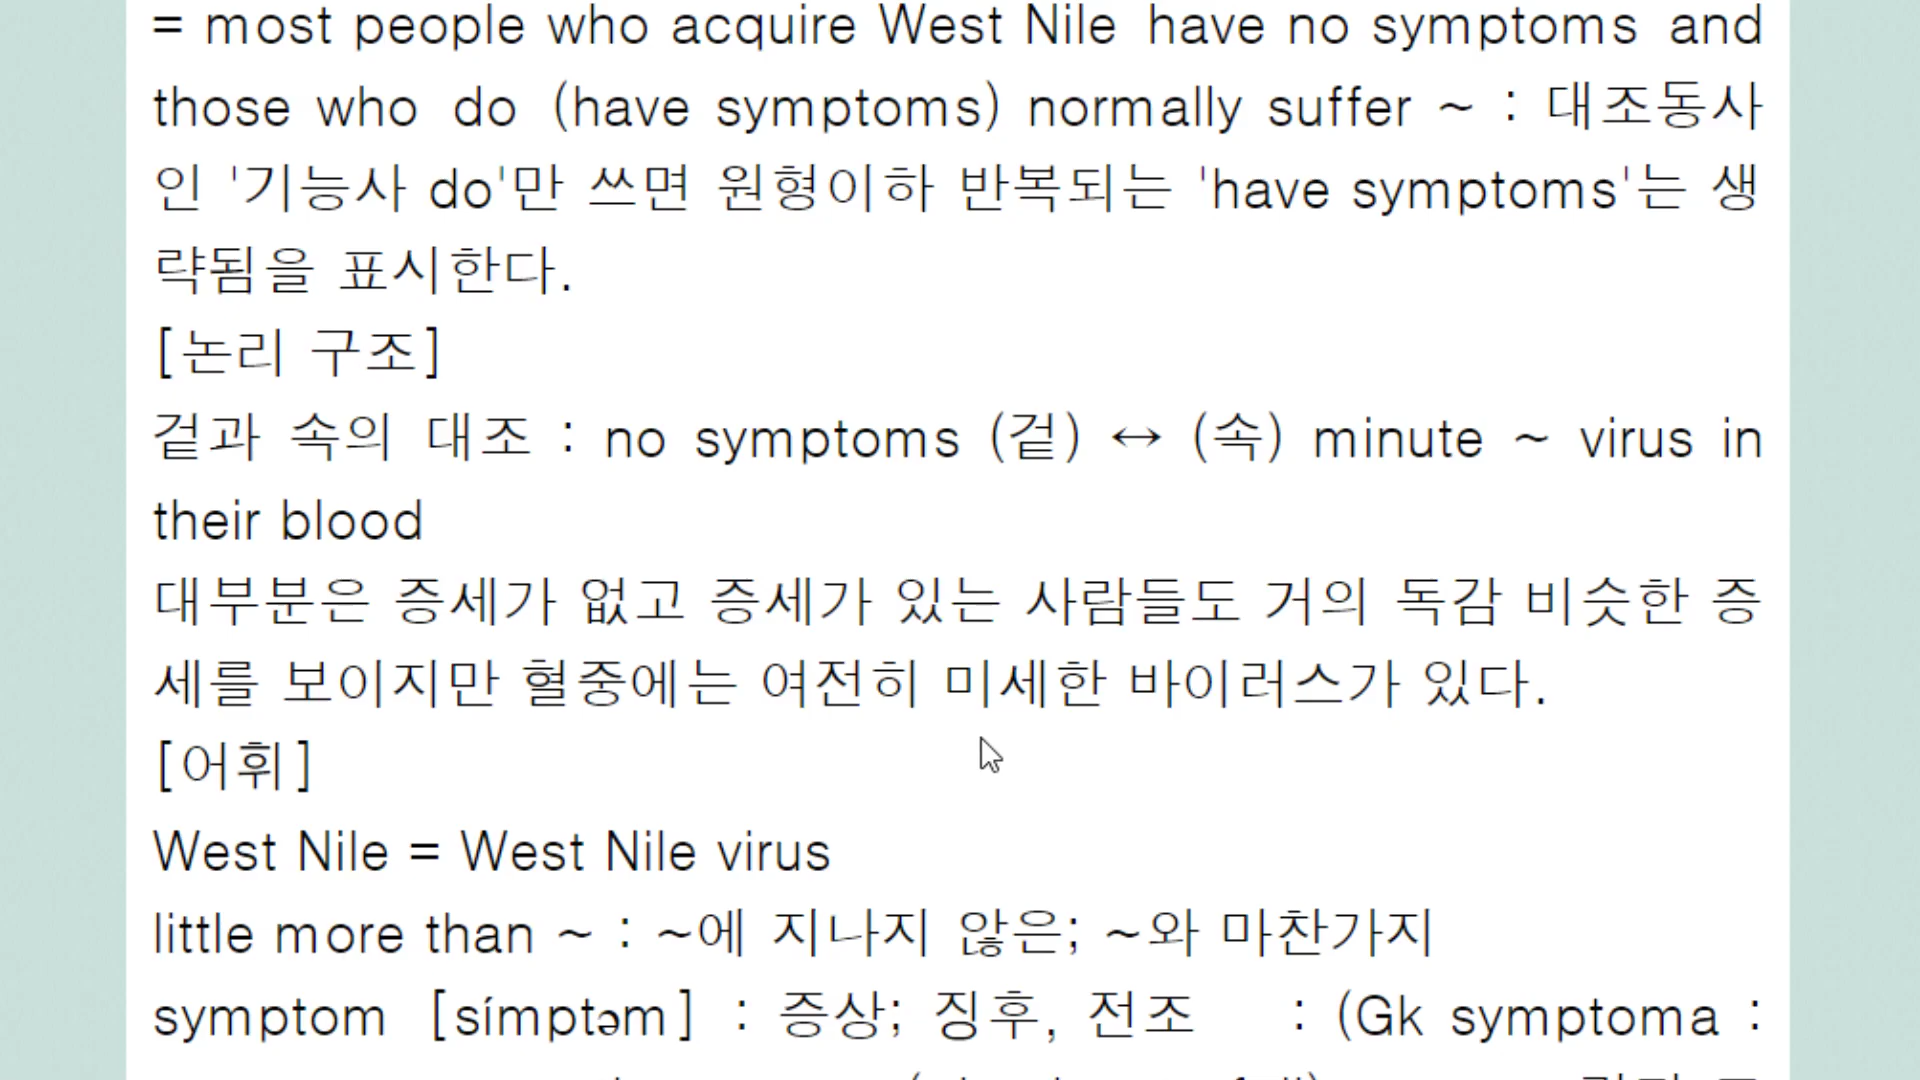 = most people who acquire West Nile have no symptoms and
those who do (have symptoms) normally suffer ~ : 대조동사
인 '기능사 do'만 쓰면 원형이하 반복되는 'have symptoms'는 생
략됨을 표시한다.
[논리 구조]
겉과 속의 대조 : no symptoms (겉) ↔ (속) minute ~ virus in
their blood
대부분은 증세가 없고 증세가 있는 사람들도 거의 독감 비슷한 증
세를 보이지만 혈중에는 여전히 미세한 바이러스가 있다.
[어휘]
West Nile = West Nile virus
little more than ~ : ~에 지나지 않은; ~와 마찬가지
symptom [símptəm] : 증상; 징후, 전조 : (Gk symptoma :